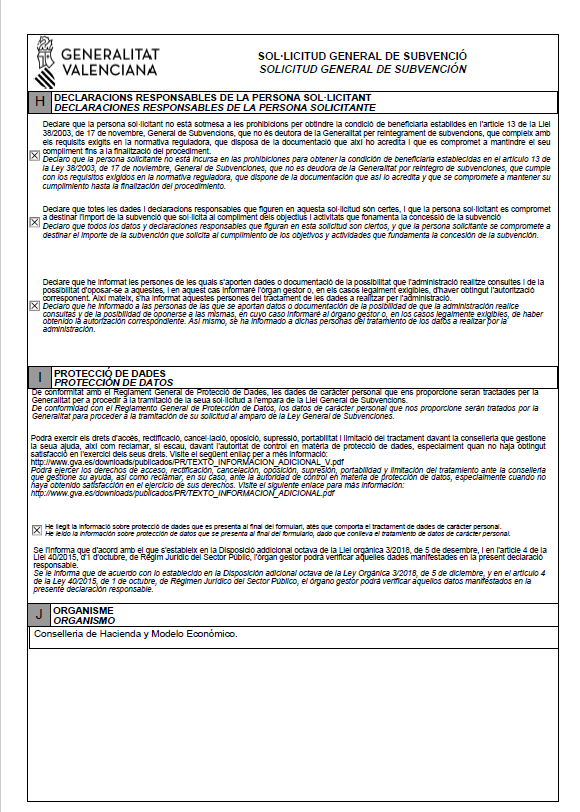 GENERALITAT
VALENCIANA
SOL·LICITUD GENERAL DE SUBVENCIÓ
SOLICITUD GENERAL DE SUBVENCIÓN
H
DECLARACIONS RESPONSABLES DE LA PERSONA SOL·LICITANT
DECLARACIONES RESPONSABLES DE LA PERSONA SOLICITANTE
Declare que la persona sol·licitant no està sotmesa a les prohibicions per obtindre la condició de beneficiaria establides en l'article 13 de la Llei
38/2003, de 17 de novembre, General de Subvencions, que no és deutora de la Generalitat per reintegrament de subvencions, que compleix amb
els requisits exigits en la normativa reguladora, que disposa de la documentació que així ho acredita i que es compromet a mantindre el seu
compliment fins a la finalització del procediment.
Declaro que la persona solicitante no está incursa en las prohibiciones para obtener la condición de beneficiaria establecidas en el artículo 13 de
la Ley 38/2003, de 17 de noviembre, General de Subvenciones, que no es deudora de la Generalitat por reintegro de subvenciones, que cumple
con los requisitos exigidos en la normativa reguladora, que dispone de la documentación que así lo acredita y que se compromete a mantener su
cumplimiento hasta la finalización del procedimiento.
Declare que totes les dades i declaracions responsables que figuren en aquesta sol·licitud són certes, i que la persona sol·licitant es compromet
a destinar l'import de la subvenció que sol·licita al compliment dels objectius i activitats que fonamenta la concessió de la subvenció
Declaro que todos los datos y declaraciones responsables que figuran en esta solicitud son ciertos, y que la persona solicitante se compromete a
destinar el importe de la subvención que solicita al cumplimiento de los objetivos y actividades que fundamenta la concesión de la subvención.
Declare que he informat les persones de les quals s'aporten dades o documentació de la possibilitat que l'administració realitze consultes i de la
possibilitat d'oposar-se a aquestes, i en aquest cas informaré l'òrgan gestor o, en els casos legalment exigibles, d'haver obtingut l'autorització
corresponent. Així mateix, s'ha informat aquestes persones del tractament de les dades a realitzar per l'administració.
Declaro que he informado a las personas de las que se aportan datos o documentación de la posibilidad de que la administración realice
consultas y de la posibilidad de oponerse a las mismas, en cuyo caso informaré al órgano gestor o, en los casos legalmente exigibles, de haber
obtenido la autorización correspondiente. Así mismo, se ha informado a dichas personas del tratamiento de los datos a realizar por la
administración.
I
PROTECCIÓ DE DADES
PROTECCIÓN DE DATOS
De conformitat amb el Reglament General de Protecció de Dades, les dades de caràcter personal que ens proporcione seran tractades per la
Generalitat per a procedir a la tramitació de la seua sol·licitud a l'empara de la Llei General de Subvencions.
De conformidad con el Reglamento General de Protección de Datos, los datos de carácter personal que nos proporcione serán tratados por la
Generalitat para proceder a la tramitación de su solicitud al amparo de la Ley General de Subvenciones.
Podrà exercir els drets d'accés, rectificació, cancel·lació, oposició, supressió, portabilitat i limitació del tractament davant la conselleria que gestione
la seua ajuda, així com reclamar, si escau, davant l'autoritat de control en matèria de protecció de dades, especialment quan no haja obtingut
satisfacció en l'exercici dels seus drets. Visite el següent enllaç per a més informació:
http://www.gva.es/downloads/publicados/PR/TEXTO_INFORMACION_ADICIONAL_V.pdf
Podrá ejercer los derechos de acceso, rectificación, cancelación, oposición, supresión, portabilidad y limitación del tratamiento ante la conselleria
que gestione su ayuda, así como reclamar, en su caso, ante la autoridad de control en materia de protección de datos, especialmente cuando no
haya obtenido satisfacción en el ejercicio de sus derechos. Visite el siguiente enlace para más información:
http://www.gva.es/downloads/publicados/PR/TEXTO_INFORMACION_ADICIONAL.pdf
He llegit la informació sobre protecció de dades que es presenta al final del formulari, atés que comporta el tractament de dades de caràcter personal.
He leído la información sobre protección de datos que se presenta al final del formulario, dado que conlleva el tratamiento de datos de carácter personal.
Se l'informa que d'acord amb el que s'estableix en la Disposició adicional octava de la Llei orgànica 3/2018, de 5 de desembre, i en l'article 4 de la
Llei 40/2015, d'1 d'octubre, de Règim Jurídic del Sector Públic, l'òrgan gestor podrà verificar aquelles dades manifestades en la present declaració
responsable.
Se le informa que de acuerdo con lo establecido en la Disposición adicional octava de la Ley Orgánica 3/2018, de 5 de diciembre, y en el artículo 4
de la Ley 40/2015, de 1 de octubre, de Régimen Jurídico del Sector Público, el órgano gestor podrá verificar aquellos datos manifestados en la
presente declaración responsable.
J
ORGANISME
ORGANISMO
Conselleria de Hacienda y Modelo Económico.